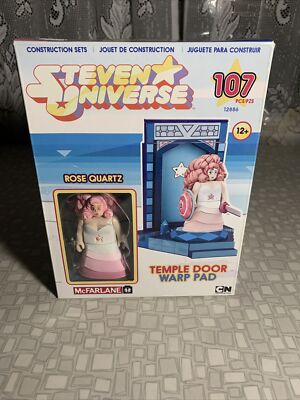 CONSTRUCTION SETS | JOUET DE CONSTRUCTION | JUGUETE PARA CONSTRUIR
STEVEN
UNIVERSE
107
PCS/PZS
12886
12+
ROSE QUARTZ
TEMPLE DOOR
WARP PAD
McFARLANE
CN